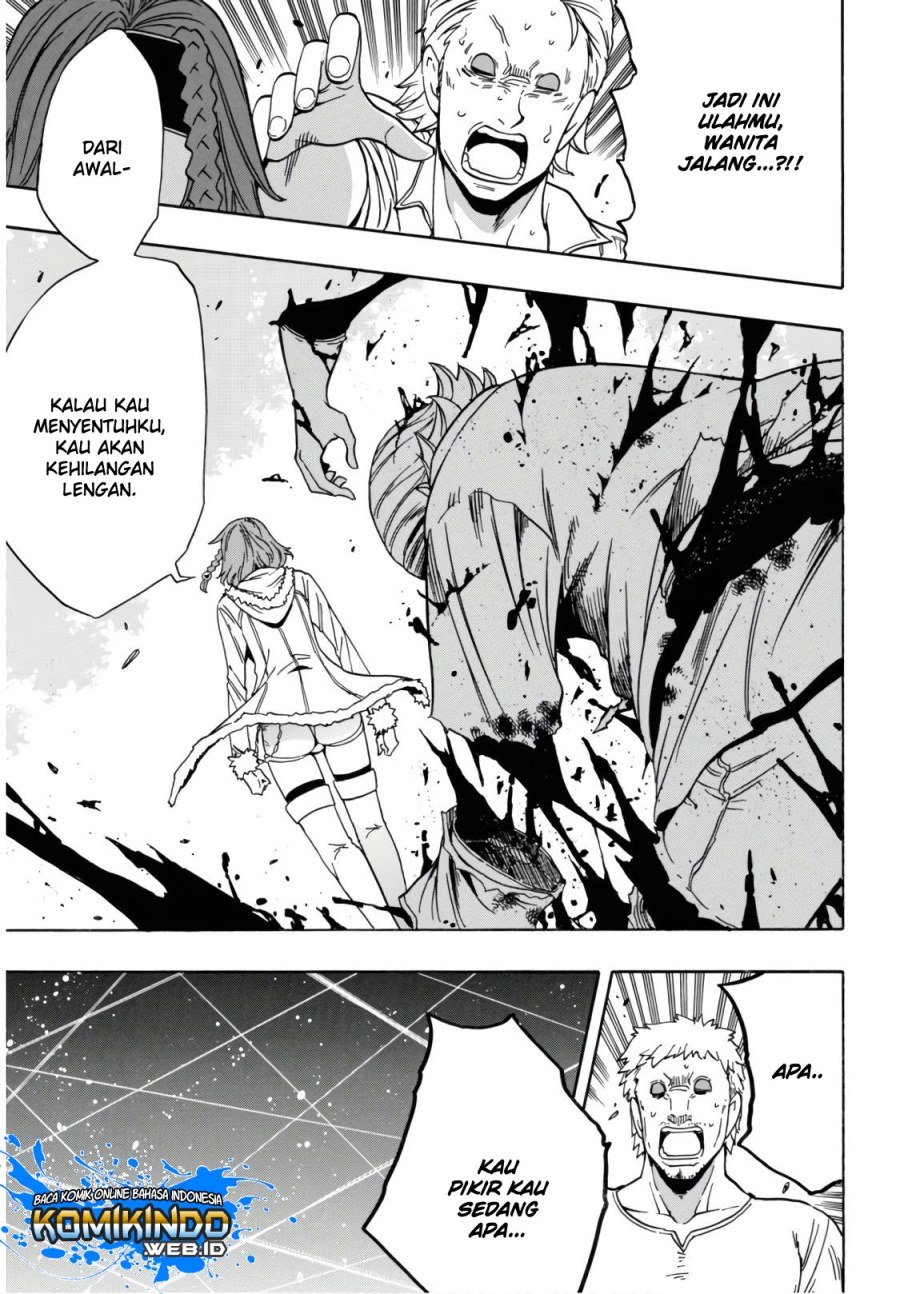 JADI INI
ULAHMU,
WANITA
JALANG...?!!
DARI
AWAL-
KALAU KAU
MENYENTUHKU,
KAU AKAN
KEHILANGAN
LENGAN.
APA..
KAU
PIKIR KAU
SEDANG
APA...
BACA KOMIK ONLINE BAHASA INDONESIA
KOMIKINDO
WEB.ID